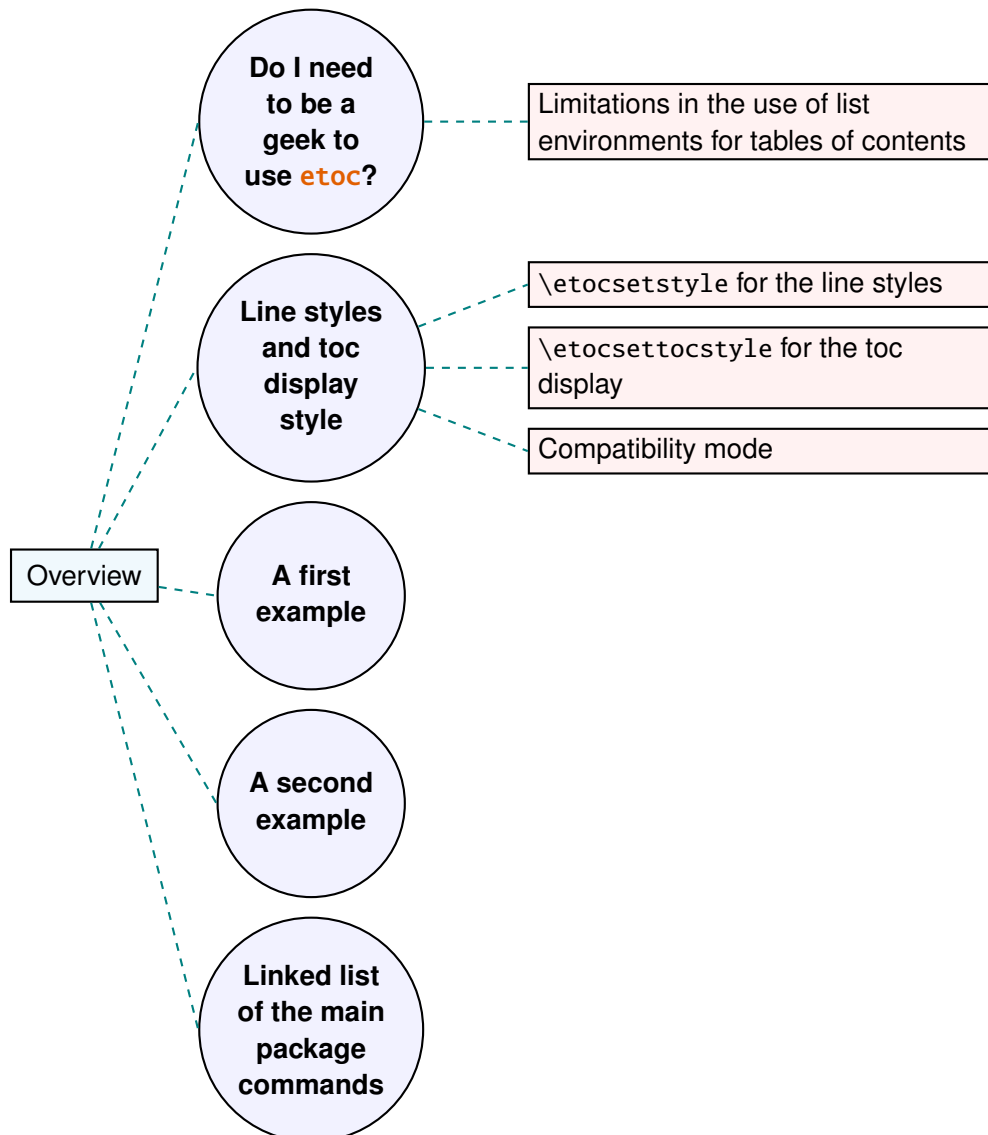 Do I need
to be a
geek to
use etoc?
Limitations in the use of list
environments for tables of contents
Line styles
and toc
display
style
\etocsetstyle for the line styles
\etocsettocstyle for the toc
display
Compatibility mode
Overview
A first
example
A second
example
Linked list
of the main
package
commands